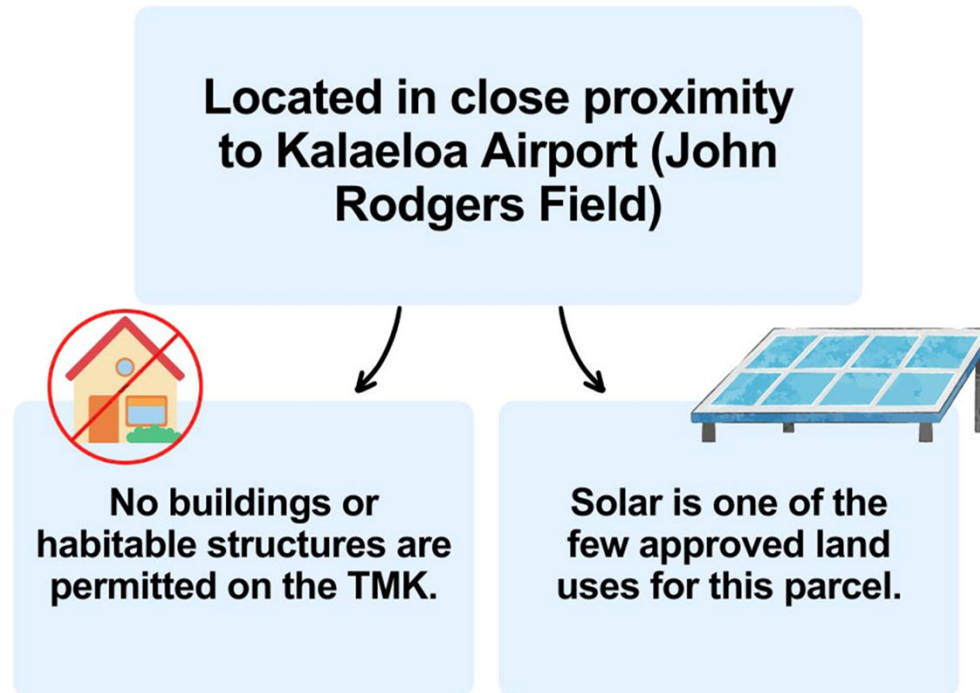 Located in close proximity
to Kalaeloa Airport (John
Rodgers Field)
No buildings or
habitable structures are
permitted on the TMK.
Solar is one of the
few approved land
uses for this parcel.